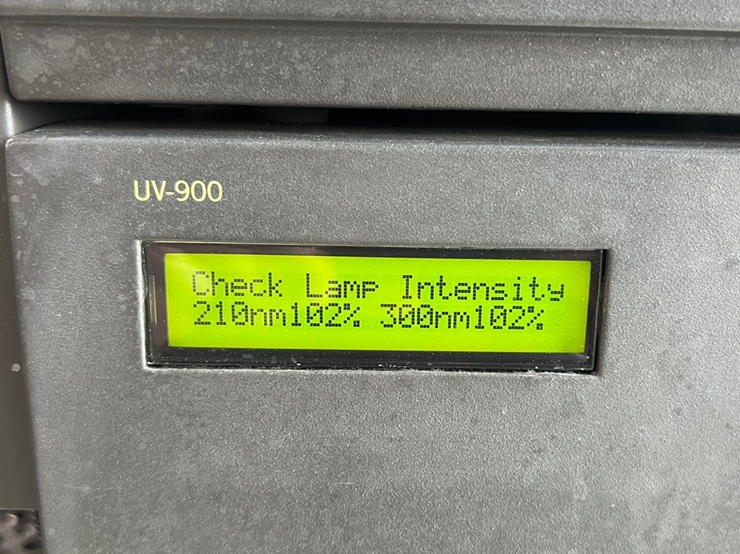 UV-900
Check Lamp Intensity
210nm102% 300nm102%